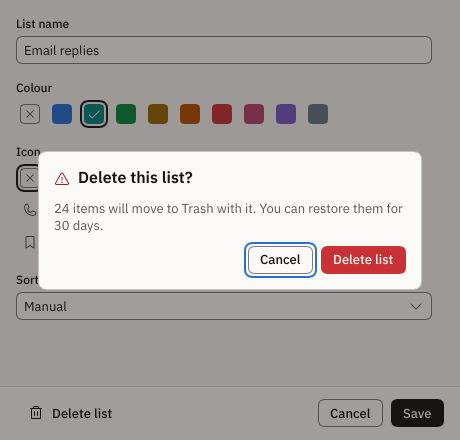 List name
Email replies
Colour
Icon
Delete this list?
24 items will move to Trash with it. You can restore them for
30 days.
Cancel
Delete list
Sort
Manual
Delete list
Cancel
Save